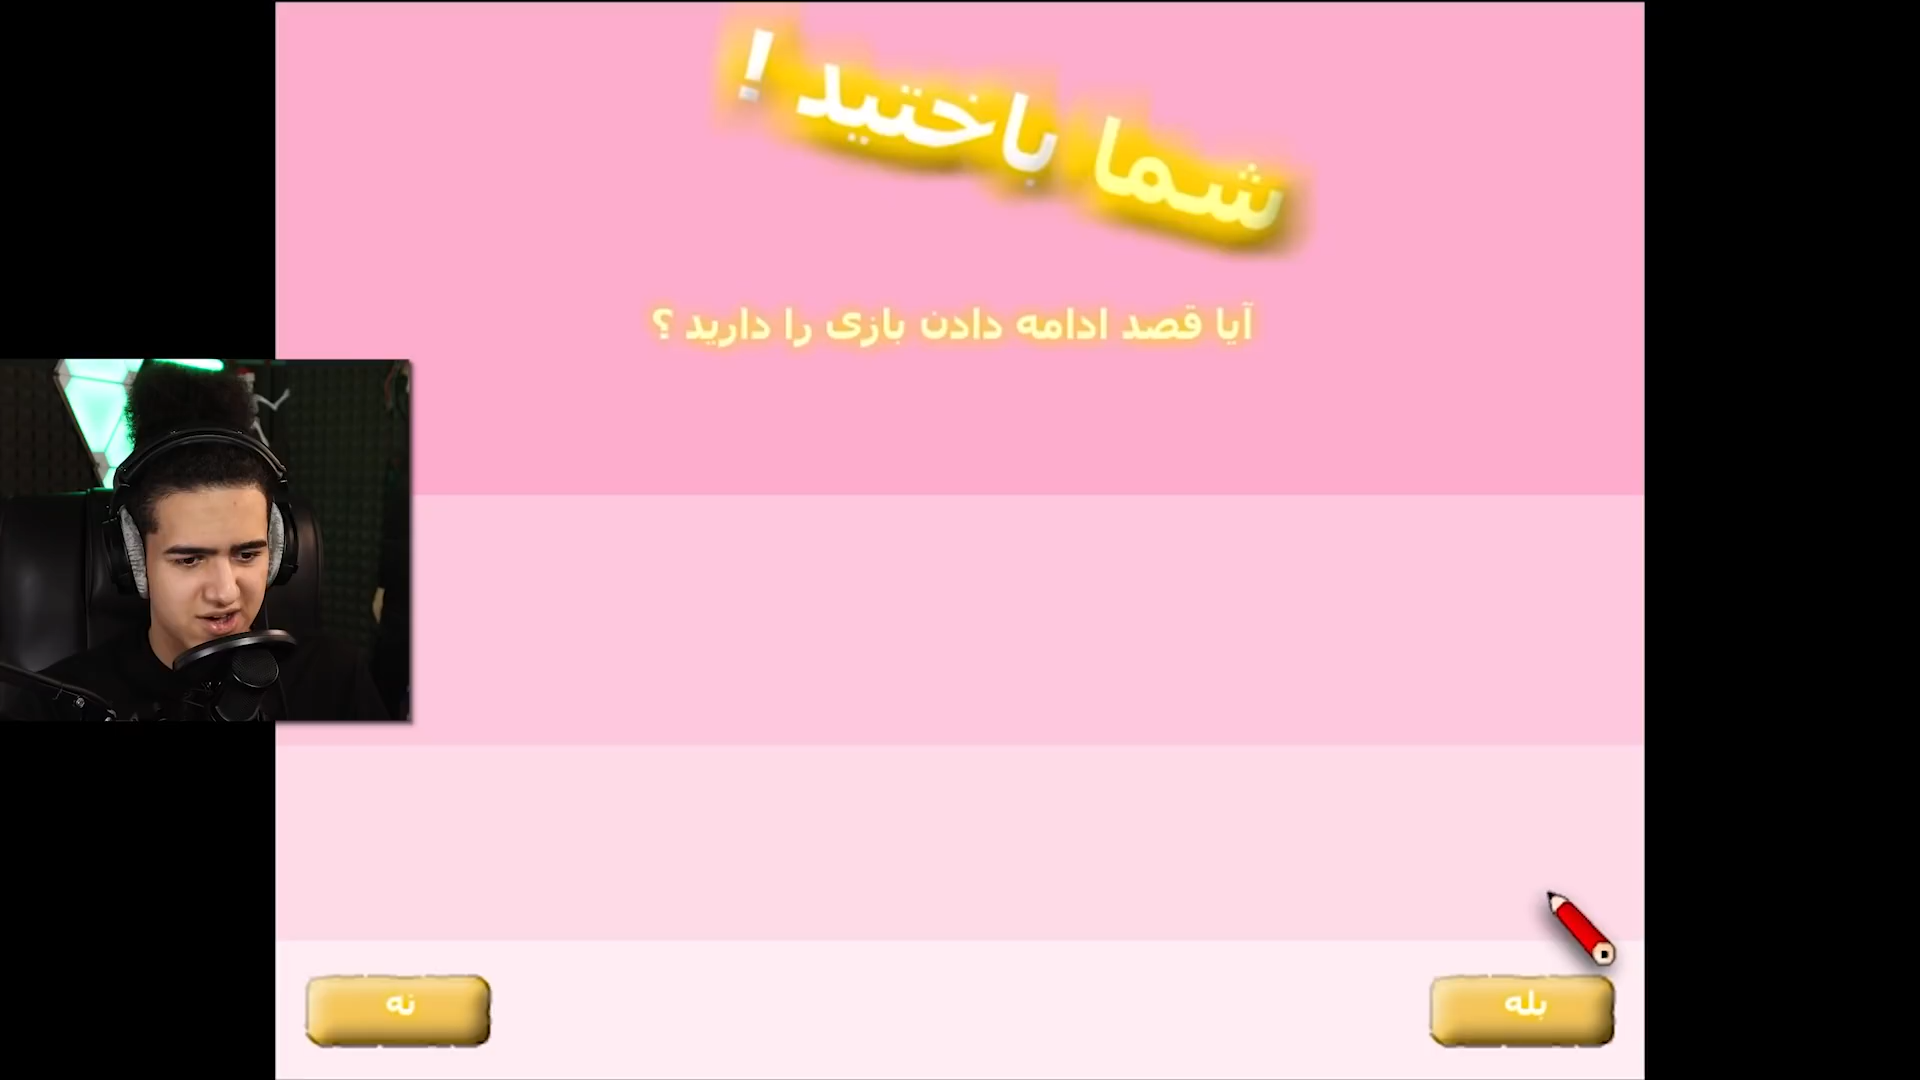 شما باختید !
آیا قصد ادامه دادن بازی را دارید ؟
بله
نه